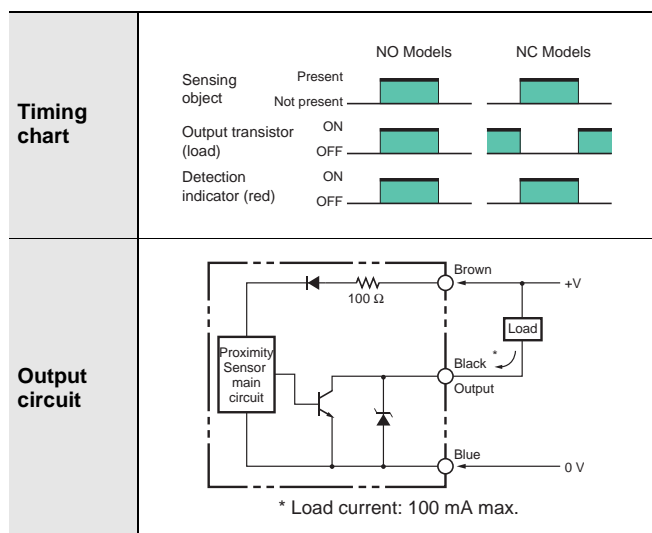 Timing
chart
NO Models
NC Models
Sensing
object
Present
Not present
Output transistor
(load)
ON
OFF
Detection
indicator (red)
ON
OFF
Output
circuit
Brown
+V
100 Ω
Load
Proximity
Sensor
main
circuit
Black
*
Output
Blue
0 V
* Load current: 100 mA max.